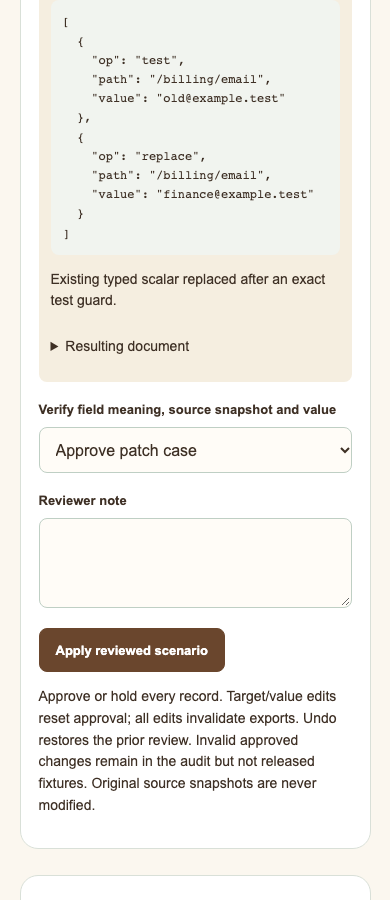 [
  {
    "op": "test",
    "path": "/billing/email",
    "value": "old@example.test"
  },
  {
    "op": "replace",
    "path": "/billing/email",
    "value": "finance@example.test"
  }
]
Existing typed scalar replaced after an exact
test guard.
Resulting document
Verify field meaning, source snapshot and value
Approve patch case
Reviewer note
Apply reviewed scenario
Approve or hold every record. Target/value edits
reset approval; all edits invalidate exports. Undo
restores the prior review. Invalid approved
changes remain in the audit but not released
fixtures. Original source snapshots are never
modified.